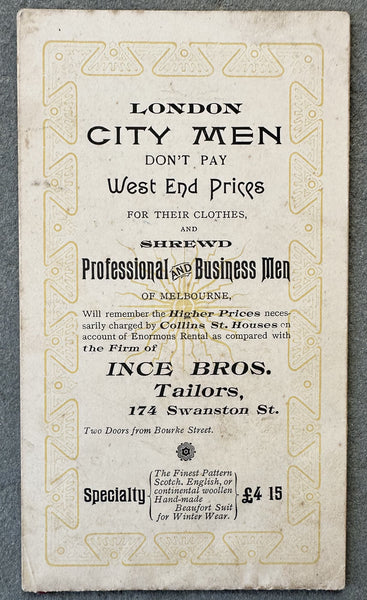 LONDON
CITY MEN
DON'T PAY
West End Prices
FOR THEIR CLOTHES,
AND
SHREWD
Professional AND Business Men
OF MELBOURNE,
Will remember the Higher Prices neces-
sarily charged by Collins St. Houses on
account of Enormons Rental as compared with
the Firm of
INCE BROS.
Tailors,
174 Swanston St.
Two Doors from Bourke Street.
Specialty
The Finest Pattern
Scotch. English, or
continental woollen
Hand-made
Beaufort Suit
for Winter Wear.
£4 15